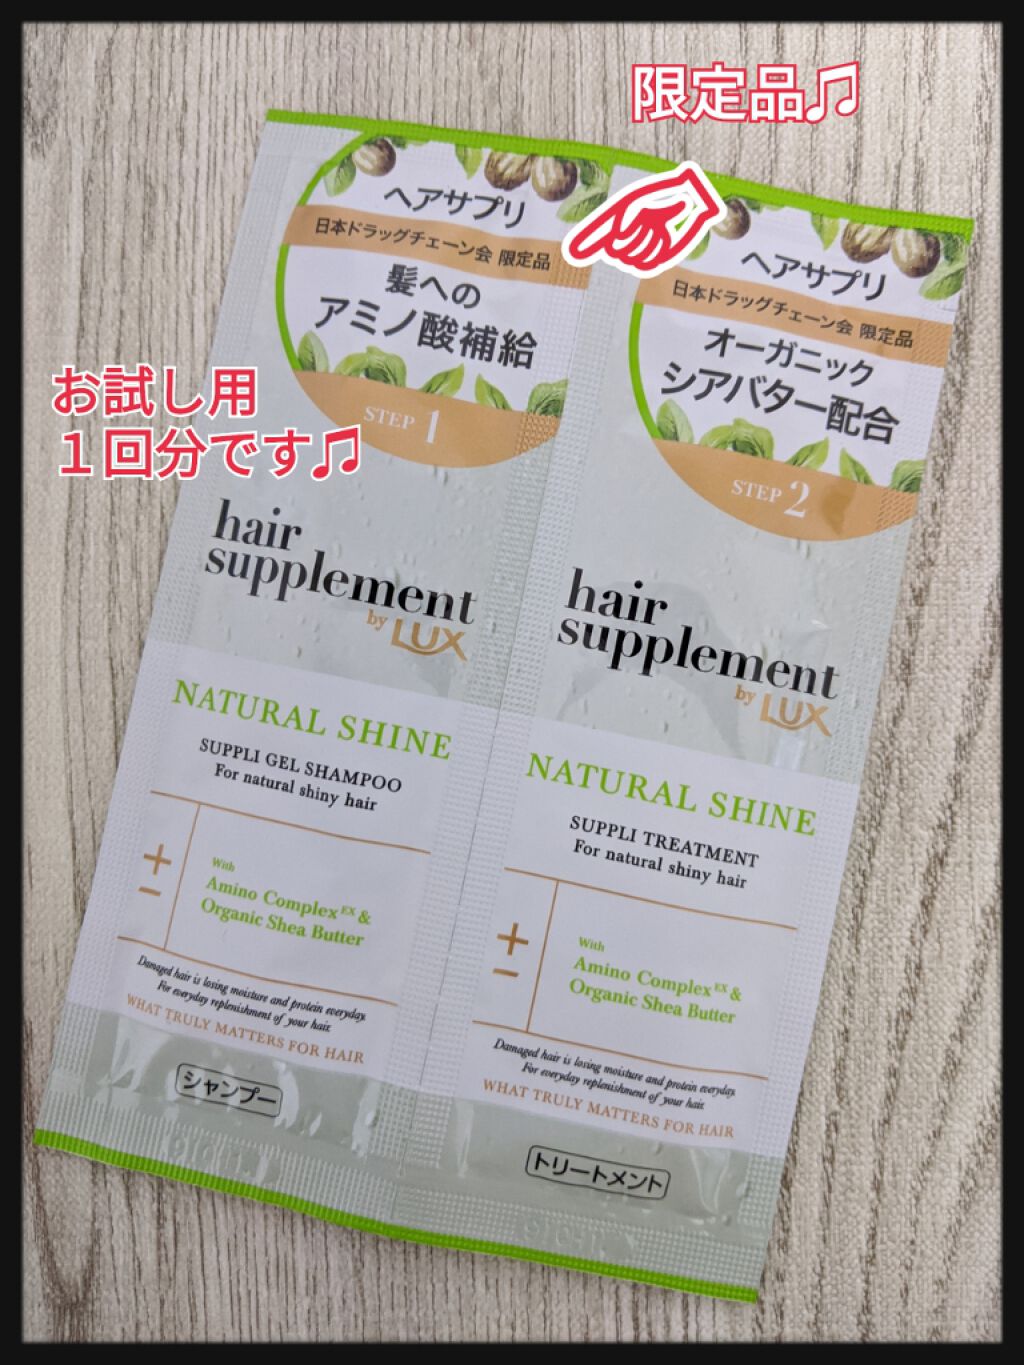 限定品♫
お試し用
１回分です♫
ヘアサプリ
日本ドラッグチェーン会 限定品
髪への
アミノ酸補給
STEP 1
hair
supplement
by LUX
NATURAL SHINE
SUPPLI GEL SHAMPOO
For natural shiny hair
+
−
With
Amino Complex EX &
Organic Shea Butter
Damaged hair is losing moisture and protein everyday.
For everyday replenishment of your hair.
WHAT TRULY MATTERS FOR HAIR
シャンプー
ヘアサプリ
日本ドラッグチェーン会 限定品
オーガニック
シアバター配合
STEP 2
hair
supplement
by LUX
NATURAL SHINE
SUPPLI TREATMENT
For natural shiny hair
+
−
With
Amino Complex EX &
Organic Shea Butter
Damaged hair is losing moisture and protein everyday.
For everyday replenishment of your hair.
WHAT TRULY MATTERS FOR HAIR
トリートメント